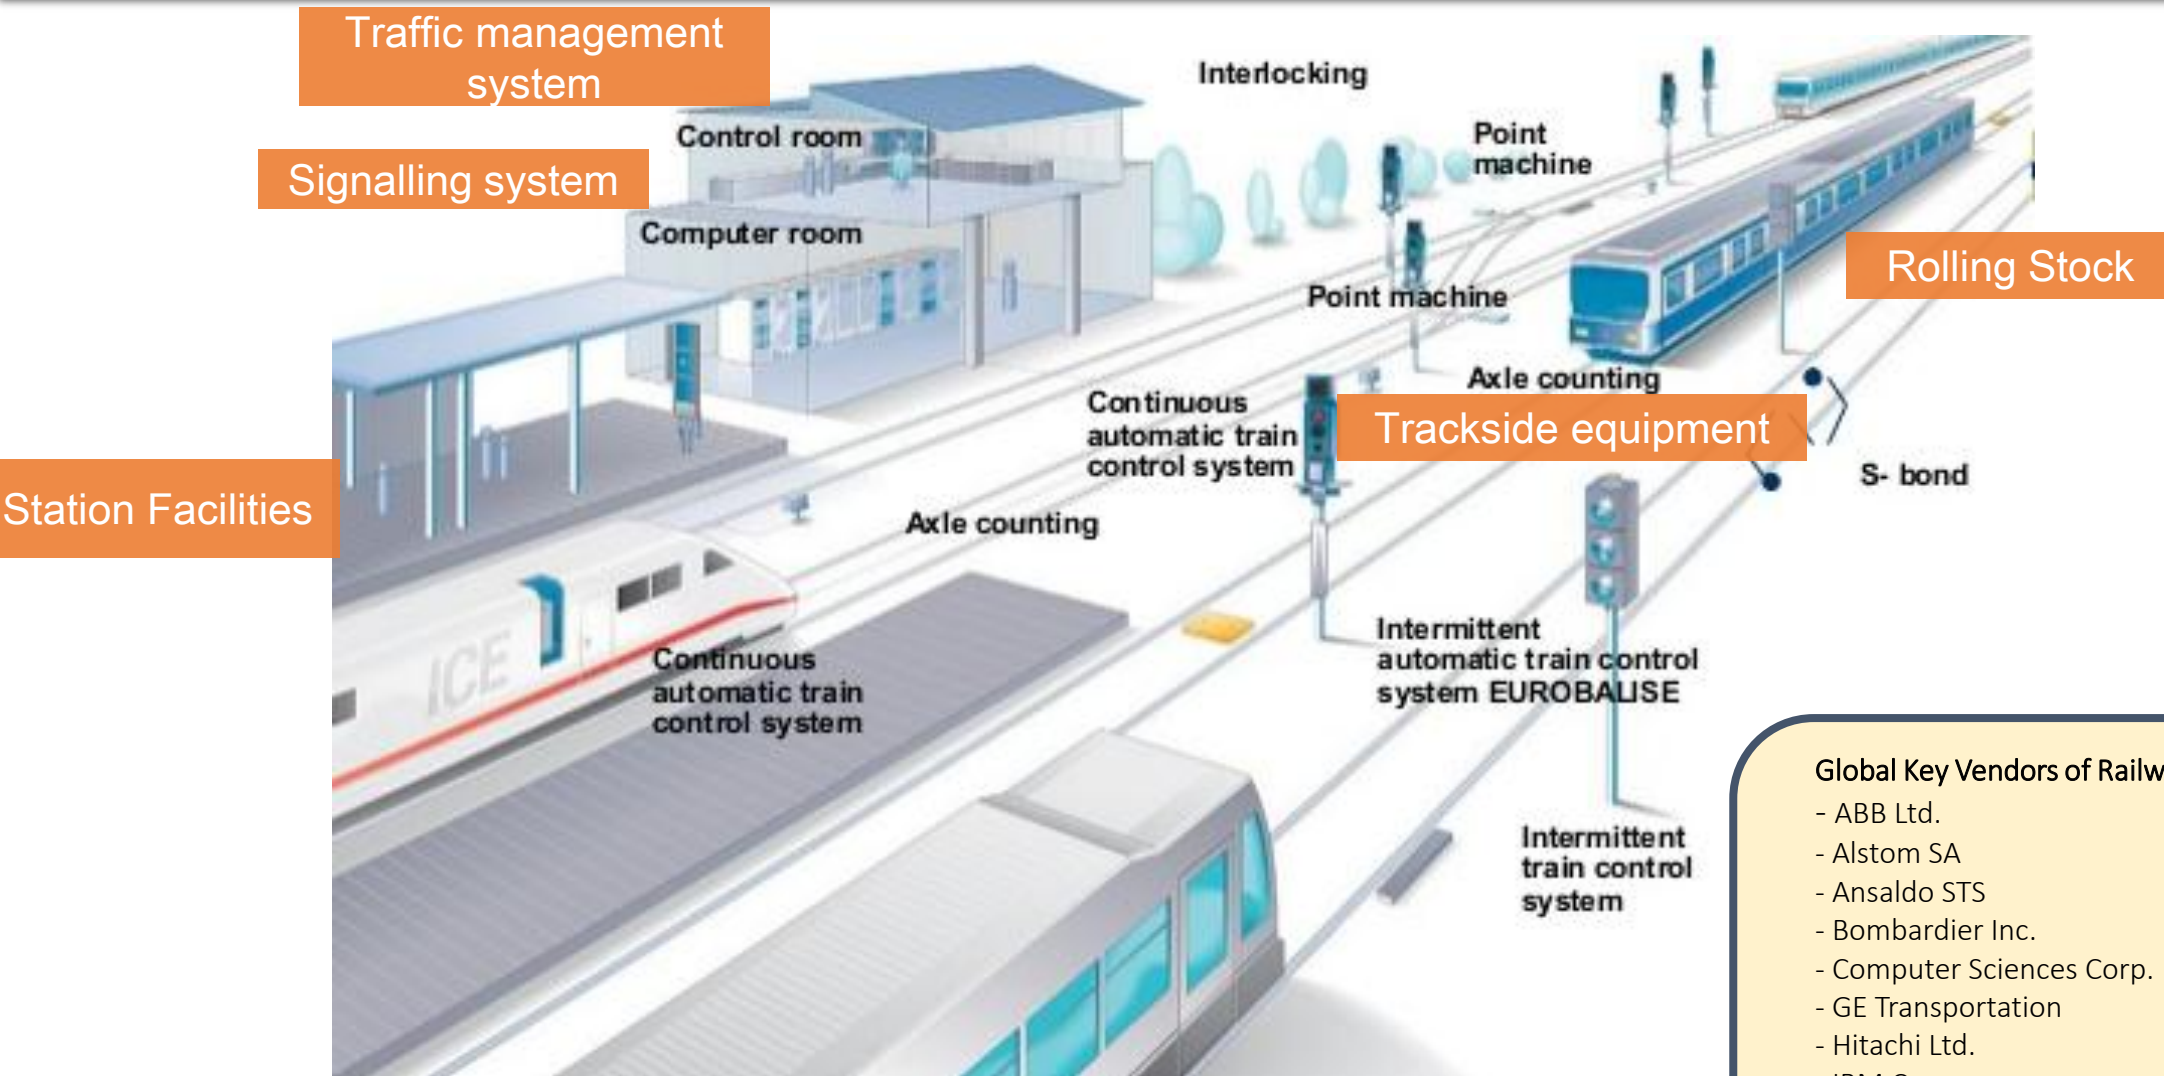 Traffic management
system
Interlocking
Control room
Point
machine
Signalling system
Computer room
Rolling Stock
Point machine
Axle counting
Continuous
automatic train
control system
Trackside equipment
S- bond
Station Facilities
Axle counting
Intermittent
automatic train control
system EUROBALISE
ICE
Continuous
automatic train
control system
Intermittent
train control
system
Global Key Vendors of
- ABB Ltd.
- Alstom SA
- Ansaldo STS
- Bombardier Inc.
- Computer Sciences Corp.
- GE Transportation
- Hitachi Ltd.